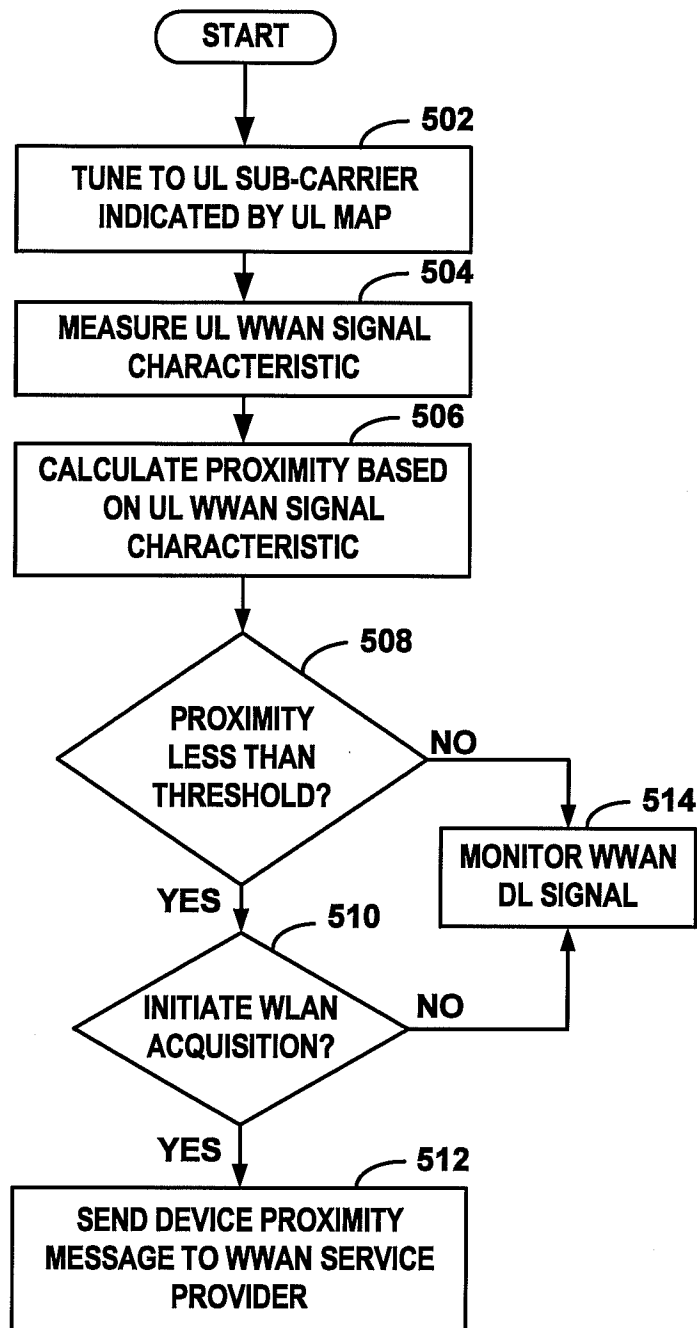 START
502
TUNE TO UL SUB-CARRIER
INDICATED BY UL MAP
504
MEASURE UL WWAN SIGNAL
CHARACTERISTIC
506
CALCULATE PROXIMITY BASED
ON UL WWAN SIGNAL
CHARACTERISTIC
508
PROXIMITY
LESS THAN
THRESHOLD?
NO
514
MONITOR WWAN
DL SIGNAL
YES
510
INITIATE WLAN
ACQUISITION?
NO
YES
512
SEND DEVICE PROXIMITY
MESSAGE TO WWAN SERVICE
PROVIDER